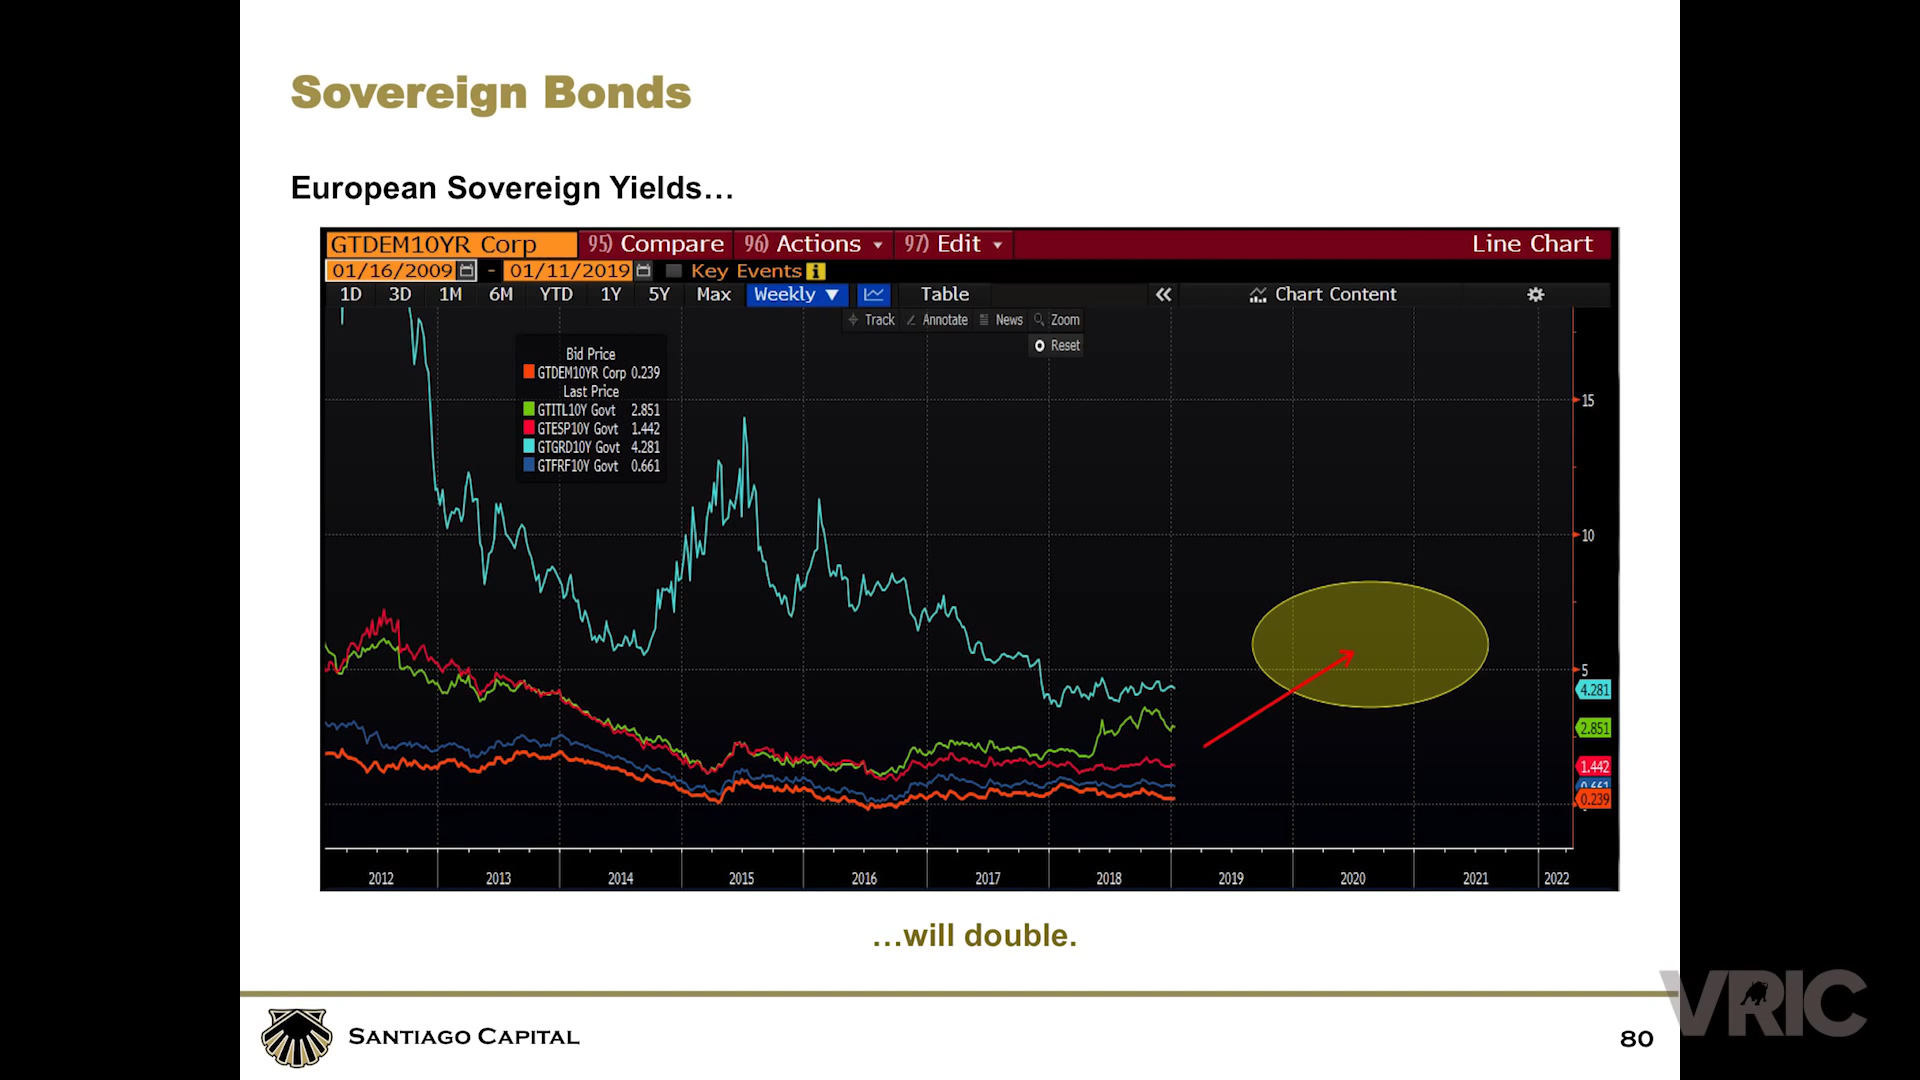 Sovereign Bonds
European Sovereign Yields…
GTDEM10YR Corp 95) Compare 96) Actions 97) Edit Line Chart
01/16/2009 - 01/11/2019 Key Events
1D 3D 1M 6M YTD 1Y 5Y Max Weekly ▼ Table « Chart Content
Track Annotate News Zoom
Reset
Bid Price
GTDEM10YR Corp 0.239
Last Price
GTITL10Y Govt 2.851
GTESP10Y Govt 1.442
GTGRD10Y Govt 4.281
GTFRF10Y Govt 0.661
15
10
5
4.281
2.851
1.442
0.661
0.239
2012 2013 2014 2015 2016 2017 2018 2019 2020 2021 2022
…will double.
SANTIAGO CAPITAL
80
VRIC